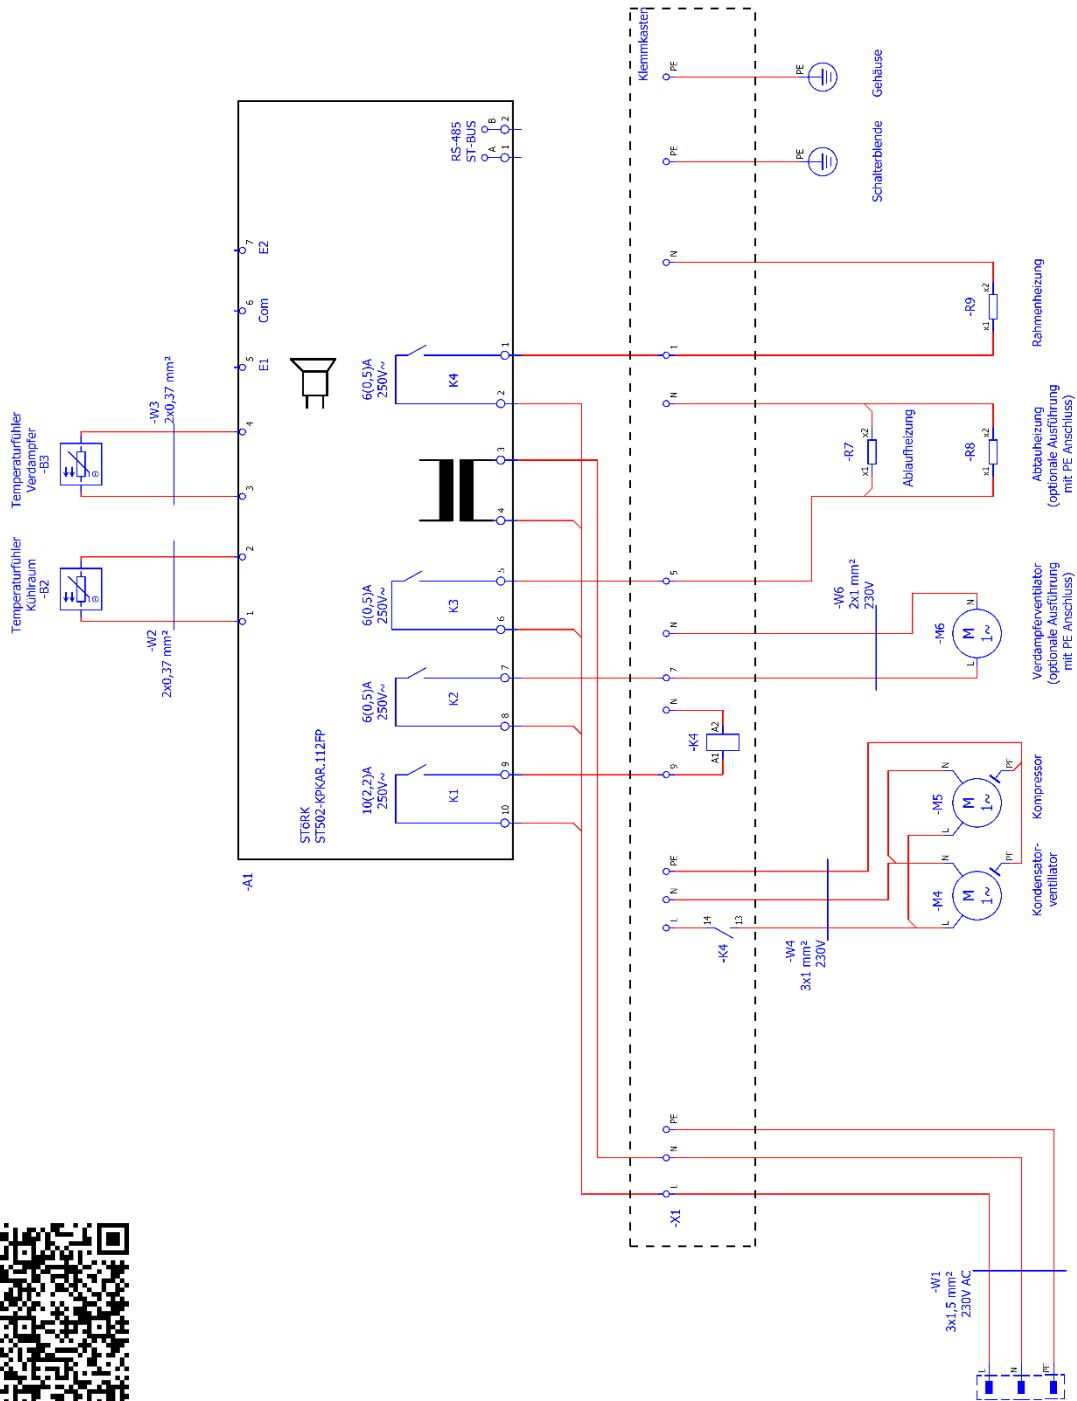 Klemmkasten
PE
PE
Gehäuse
PE
PE
Schalterblende
RS-485
ST-BUS
A
B
1
2
7
E2
6
Com
5
E1
N
-R9
x1
x2
Rahmenheizung
6(0,5)A
250V~
K4
1
2
1
Temperaturfühler
Verdampfer
-B3
-W3
2x0,37 mm²
4
3
N
-R7
x1
x2
Ablaufheizung
-R8
x1
x2
Abtauheizung
(optionale Ausführung
mit PE Anschluss)
3
4
Temperaturfühler
Kühlraum
-B2
-W2
2x0,37 mm²
2
1
6(0,5)A
250V~
K3
5
6
5
-W6
2x1 mm²
230V
N
-M6
M
1~
L
N
Verdampferventilator
(optionale Ausführung
mit PE Anschluss)
6(0,5)A
250V~
K2
7
8
7
N
-K4
A1
A2
10(2,2)A
250V~
K1
9
10
9
STöRK
ST502-KPKAR.112FP
-A1
-M5
M
1~
L
N
PE
Kompressor
-M4
M
1~
L
N
PE
Kondensator-
ventillator
PE
N
L
14
13
-K4
-W4
3x1 mm²
230V
PE
N
L
-X1
-W1
3x1,5 mm²
230V AC
L
N
PE